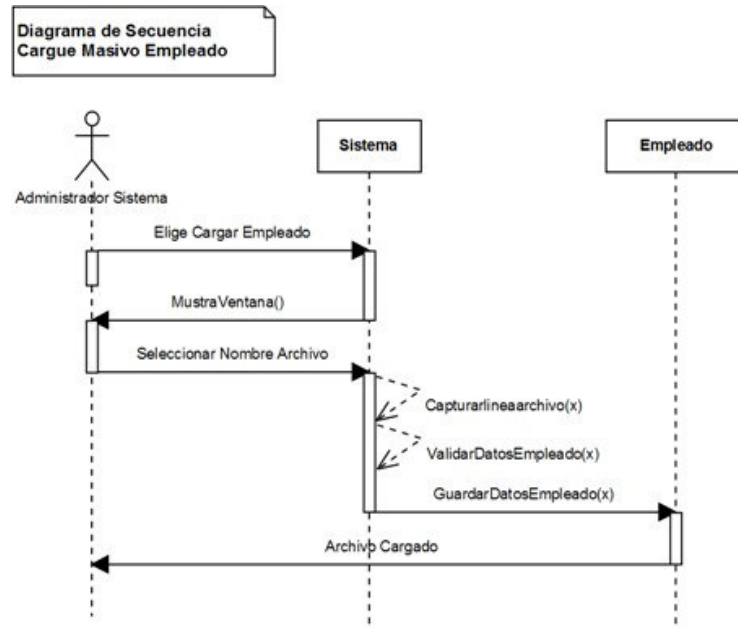 Diagrama de Secuencia
Cargue Masivo Empleado
Sistema
Empleado
Administrador Sistema
Elige Cargar Empleado
MustraVentana()
Seleccionar Nombre Archivo
Capturarlineaarchivo(x)
ValidarDatosEmpleado(x)
GuardarDatosEmpleado(x)
Archivo Cargado